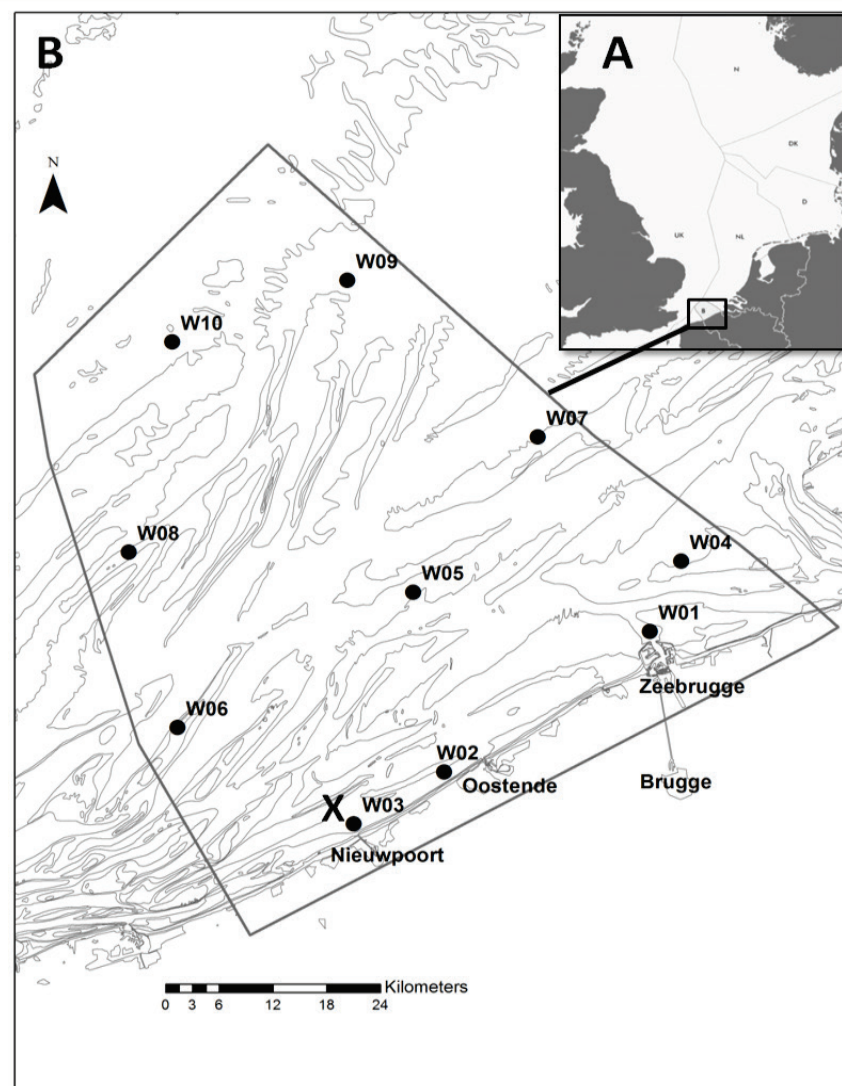 B
A
N
N
DK
D
UK
NL
B
F
W09
W10
W07
W08
W04
W05
W01
Zeebrugge
W06
W02
Oostende
Brugge
X W03
Nieuwpoort
Kilometers
0 3 6 12 18 24